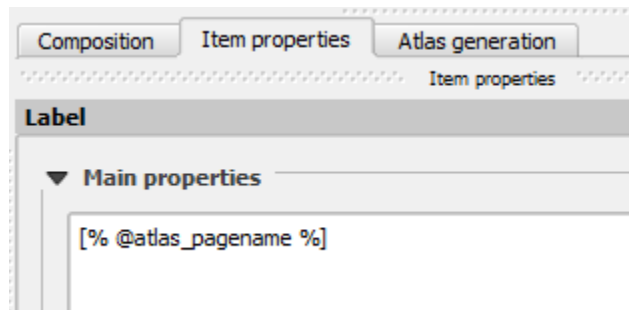 Composition Item properties Atlas generation
Item properties
Label
Main properties
[% @atlas_pagename %]